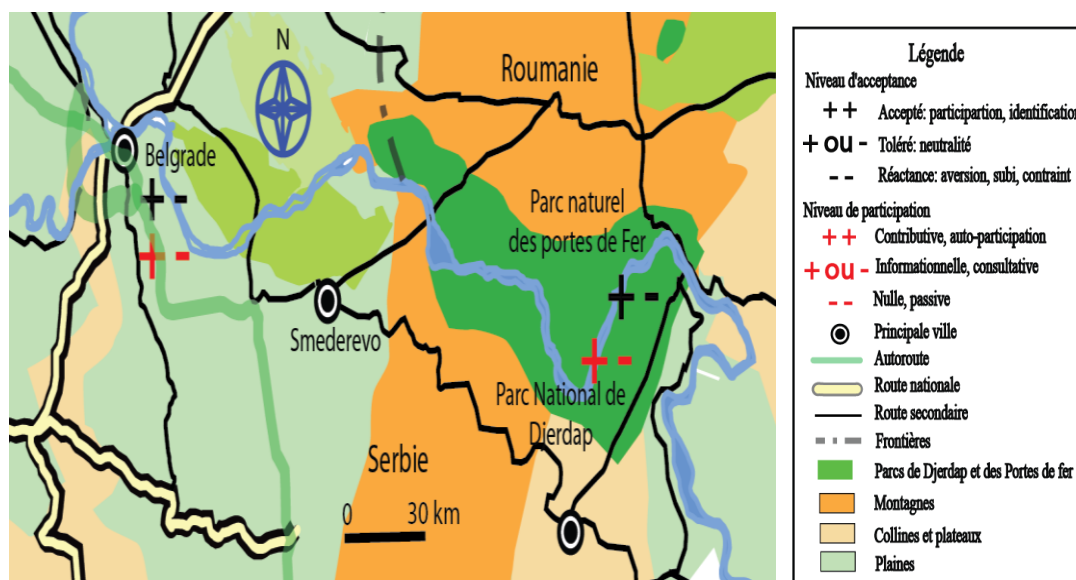 N
Roumanie
Belgrade
Parc naturel
des portes de Fer
Smederevo
Parc National de
Djerdap
Serbie
0 30 km
Légende
Niveau d'acceptance
++ Accepté: participartion, identification
+ ou - Toléré: neutralité
-- Réactance: aversion, subi, contraint
Niveau de participation
++ Contributive, auto-participation
+ ou - Informationnelle, consultative
-- Nulle, passive
Principale ville
Autoroute
Route nationale
Route secondaire
Frontières
Parcs de Djerdap et des Portes de fer
Montagnes
Collines et plateaux
Plaines